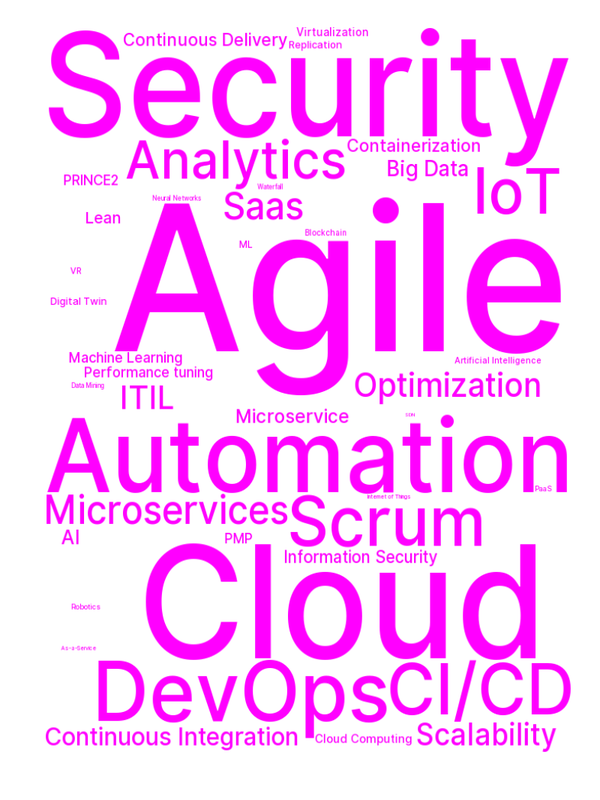 Virtualization
Continuous Delivery
Replication
Security
Containerization
Analytics
Big Data
PRINCE2
IoT
Waterfall
Neural Networks
Saas
Lean
Blockchain
ML
Agile
VR
Digital Twin
Machine Learning
Artificial Intelligence
Performance tuning
Data Mining
Optimization
ITIL
Microservice
Automation
PaaS
Internet of Things
Microservices
Scrum
AI
PMP
Information Security
Cloud
Robotics
As-a-Service
DevOps
CI/CD
Continuous Integration
Cloud Computing
Scalability